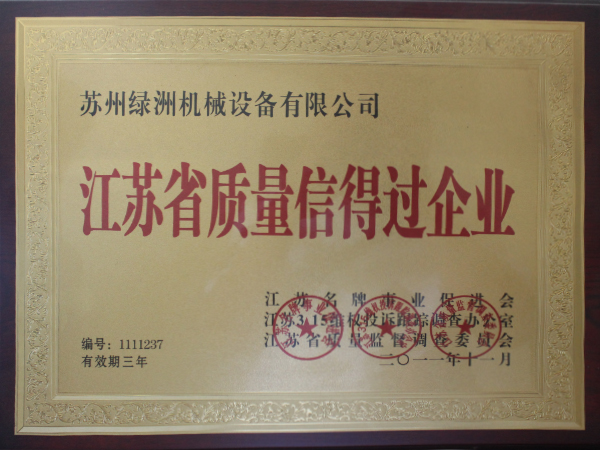 苏州绿洲机械设备有限公司
江苏省质量信得过企业
江苏名牌事业促进会
江苏3.15维权投诉跟踪调查办公室
江苏省质量监督调查委员会
二〇一一年十一月
编号：1111237
有效期三年